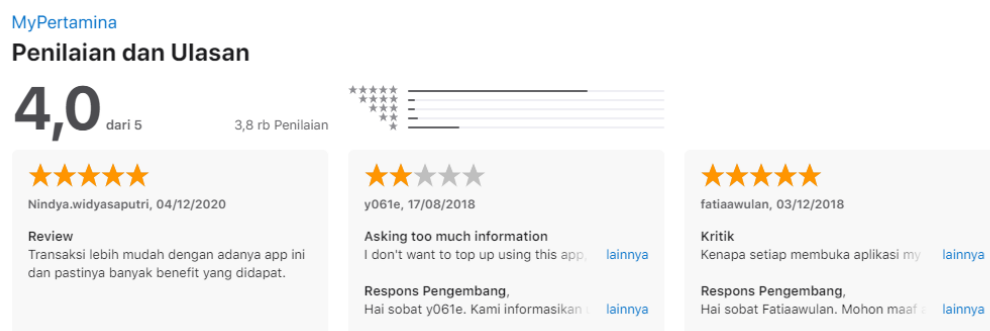 MyPertamina
Penilaian dan Ulasan
4,0 dari 5
3,8 rb Penilaian
Nindya.widyasaputri, 04/12/2020
Review
Transaksi lebih mudah dengan adanya app ini
dan pastinya banyak benefit yang didapat.
y061e, 17/08/2018
Asking too much information
I don't want to top up using this app, lainnya
Respons Pengembang,
Hai sobat y061e. Kami informasikan lainnya
fatiaawulan, 03/12/2018
Kritik
Kenapa setiap membuka aplikasi my lainnya
Respons Pengembang,
Hai sobat Fatiaawulan. Mohon maaf lainnya